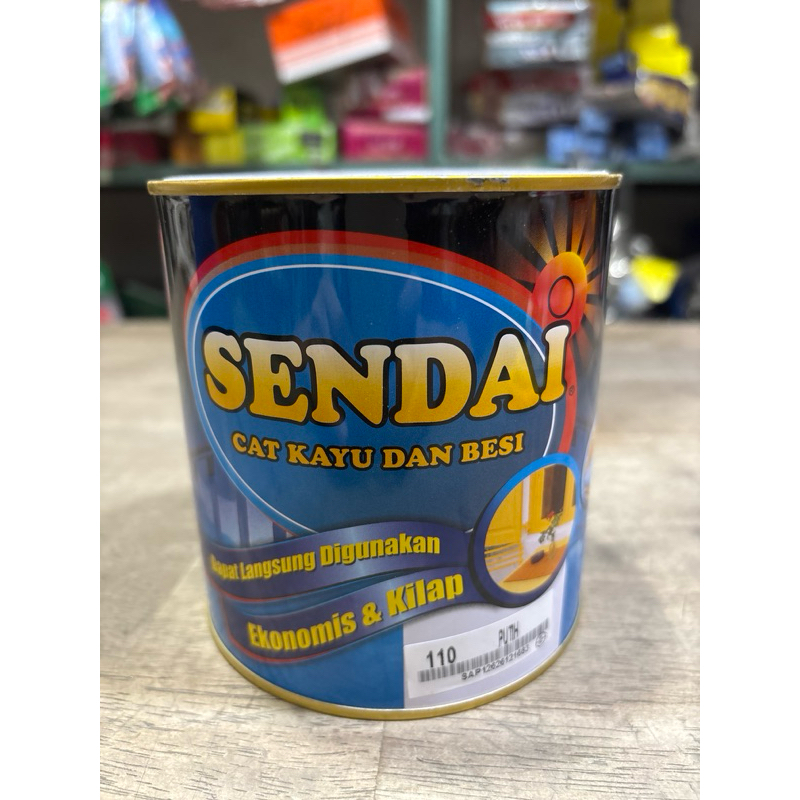 SENDAi
CAT KAYU DAN BESI
Dapat Langsung Digunakan
Ekonomis & Kilap
110 PUTIH